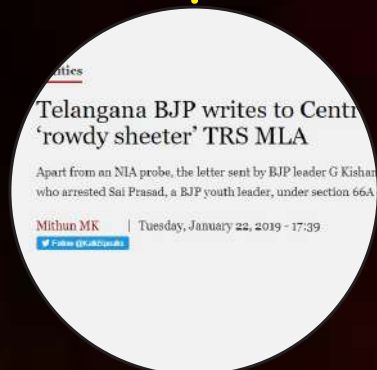 Telangana BJP writes to Centr
‘rowdy sheeter’ TRS MLA
Apart from an NIA probe, the letter sent by BJP leader G Kishan
who arrested Sai Prasad, a BJP youth leader, under section 66A
Mithun MK | Tuesday, January 22, 2019 - 17:39
Follow @KalkiSpeaks